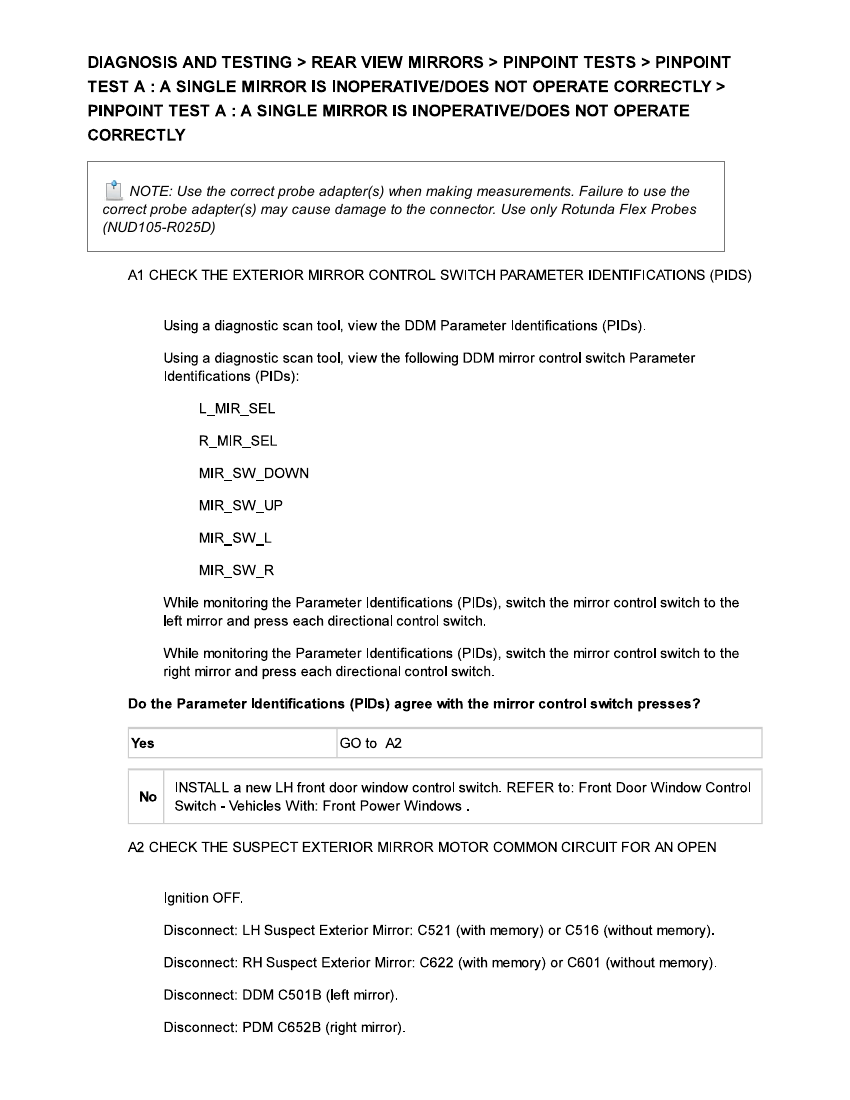 DIAGNOSIS AND TESTING > REAR VIEW MIRRORS > PINPOINT TESTS > PINPOINT
TEST A : A SINGLE MIRROR IS INOPERATIVE/DOES NOT OPERATE CORRECTLY >
PINPOINT TEST A : A SINGLE MIRROR IS INOPERATIVE/DOES NOT OPERATE
CORRECTLY
NOTE: Use the correct probe adapter(s) when making measurements. Failure to use the
correct probe adapter(s) may cause damage to the connector. Use only Rotunda Flex Probes
(NUD105-R025D)
A1 CHECK THE EXTERIOR MIRROR CONTROL SWITCH PARAMETER IDENTIFICATIONS (PIDS)
Using a diagnostic scan tool, view the DDM Parameter Identifications (PIDs).
Using a diagnostic scan tool, view the following DDM mirror control switch Parameter
Identifications (PIDs):
L_MIR_SEL
R_MIR_SEL
MIR_SW_DOWN
MIR_SW_UP
MIR_SW_L
MIR_SW_R
While monitoring the Parameter Identifications (PIDs), switch the mirror control switch to the
left mirror and press each directional control switch.
While monitoring the Parameter Identifications (PIDs), switch the mirror control switch to the
right mirror and press each directional control switch.
Do the Parameter Identifications (PIDs) agree with the mirror control switch presses?
Yes GO to A2
No INSTALL a new LH front door window control switch. REFER to: Front Door Window Control
Switch - Vehicles With: Front Power Windows .
A2 CHECK THE SUSPECT EXTERIOR MIRROR MOTOR COMMON CIRCUIT FOR AN OPEN
Ignition OFF.
Disconnect: LH Suspect Exterior Mirror: C521 (with memory) or C516 (without memory).
Disconnect: RH Suspect Exterior Mirror: C622 (with memory) or C601 (without memory).
Disconnect: DDM C501B (left mirror).
Disconnect: PDM C652B (right mirror).